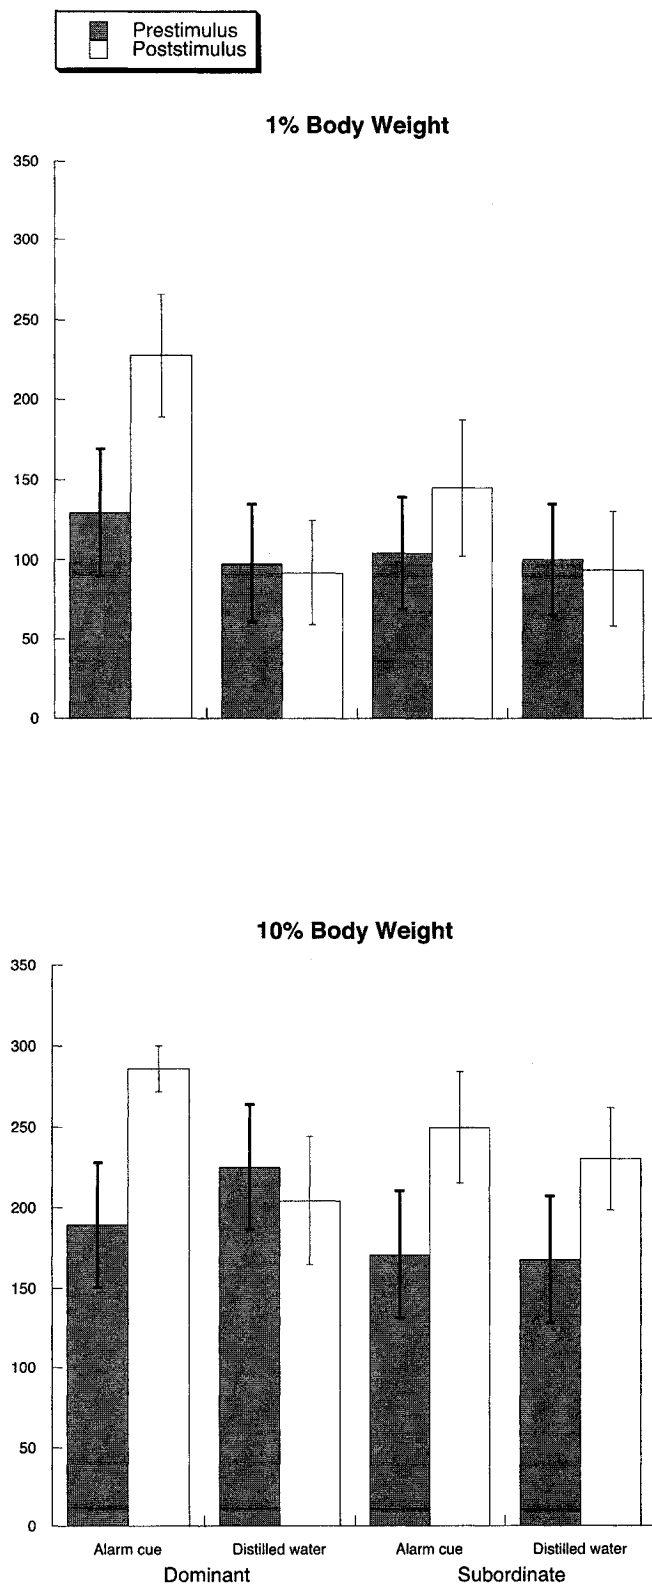 Prestimulus
Poststimulus
1% Body Weight
350
300
250
200
150
100
50
0
10% Body Weight
350
300
250
200
150
100
50
0
Alarm cue Distilled water Alarm cue Distilled water
Dominant Subordinate